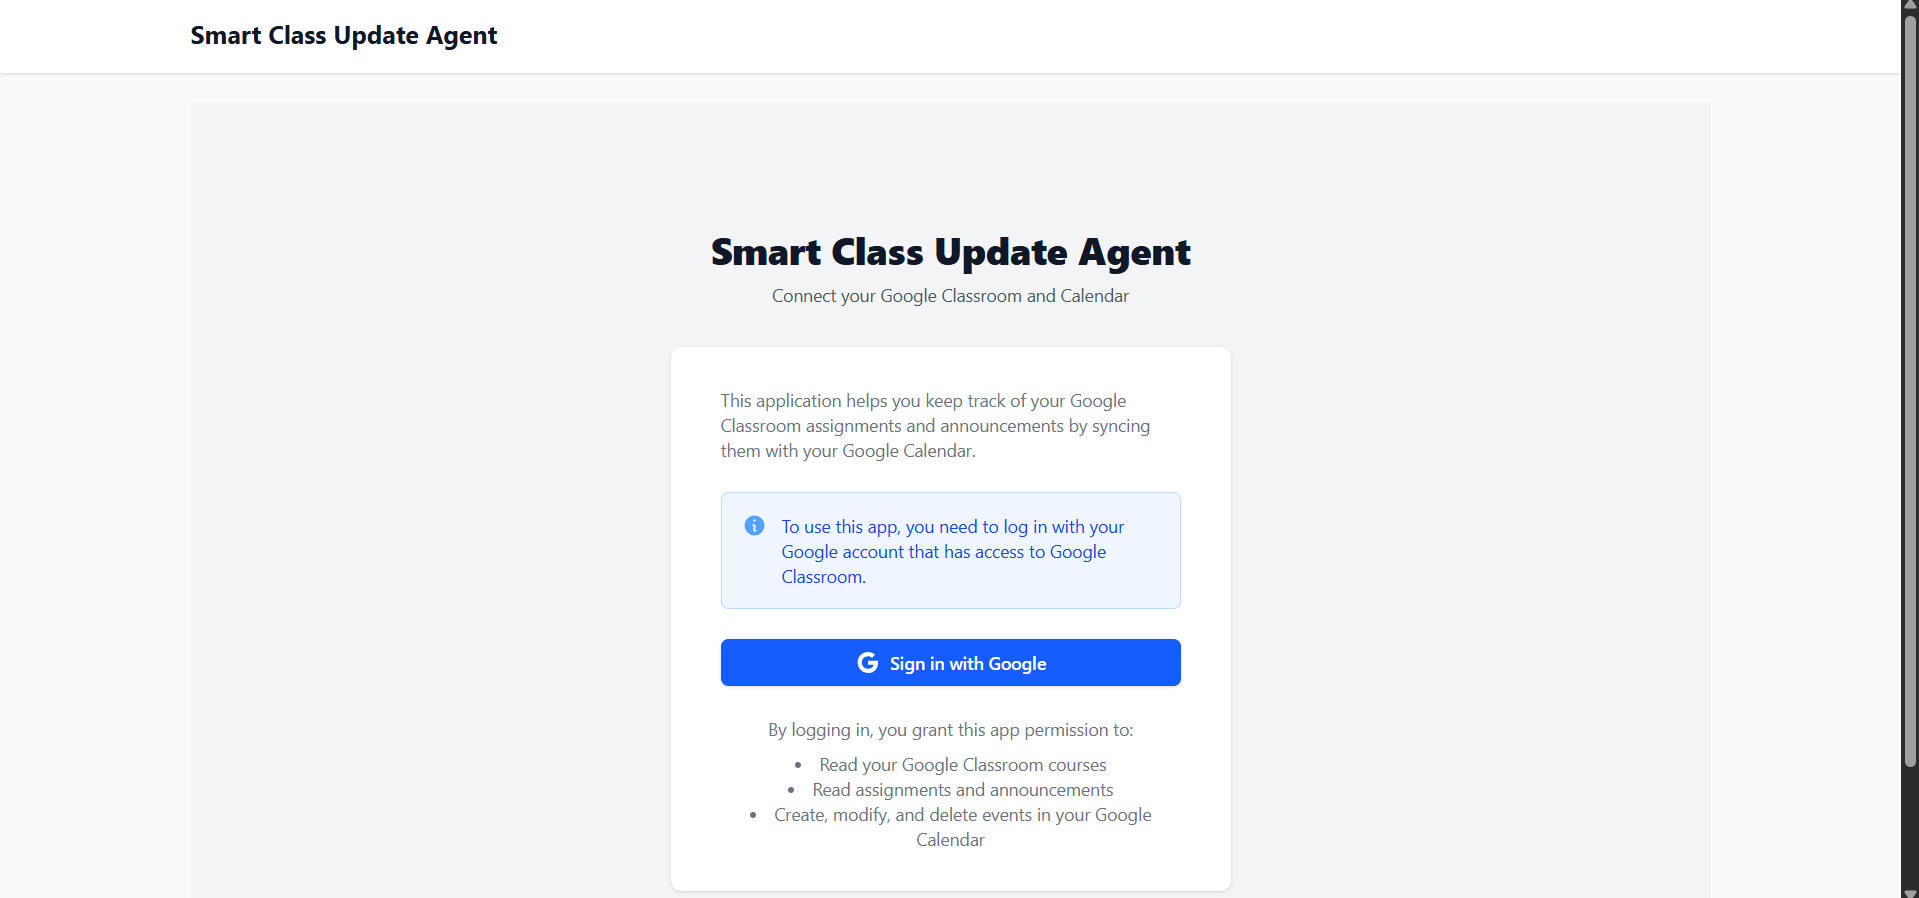 Smart Class Update Agent
Smart Class Update Agent
Connect your Google Classroom and Calendar
This application helps you keep track of your Google
Classroom assignments and announcements by syncing
them with your Google Calendar.
To use this app, you need to log in with your
Google account that has access to Google
Classroom.
Sign in with Google
By logging in, you grant this app permission to:
• Read your Google Classroom courses
• Read assignments and announcements
• Create, modify, and delete events in your Google
Calendar